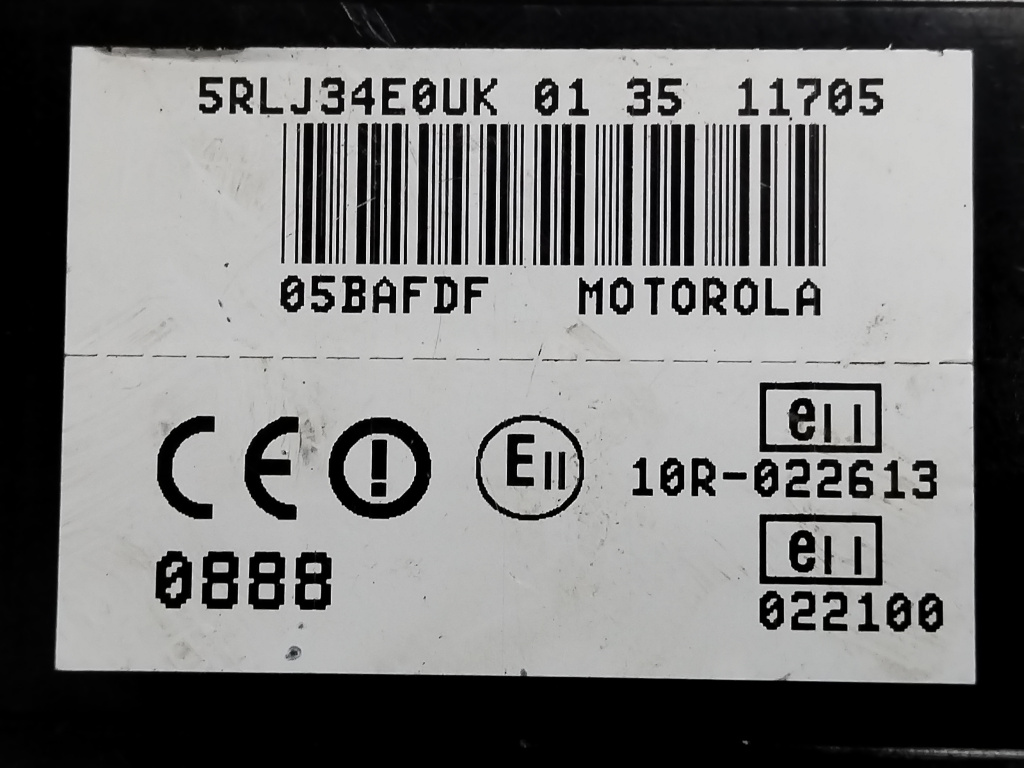 5RLJ34E0UK 01 35 11705
05BAFDF MOTOROLA
CE E11 e11
10R-022613
0888 e11
022100